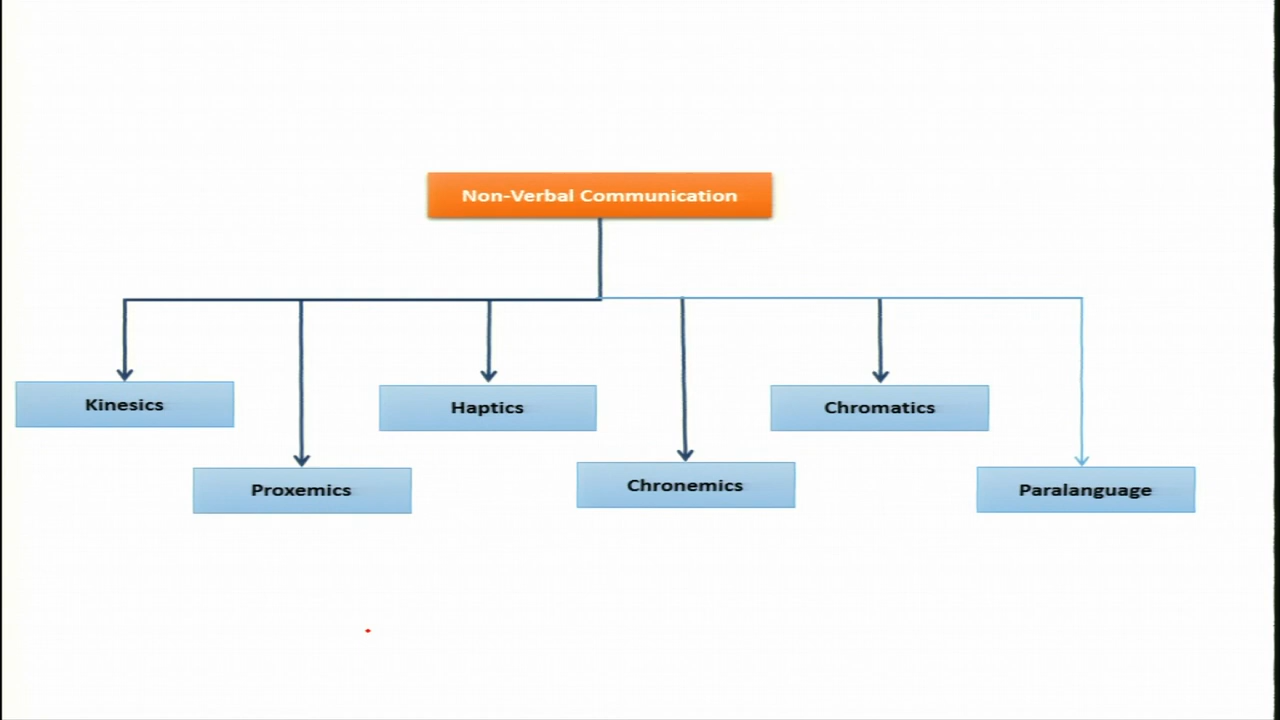 Non-Verbal Communication
Kinesics
Haptics
Chromatics
Proxemics
Chronemics
Paralanguage